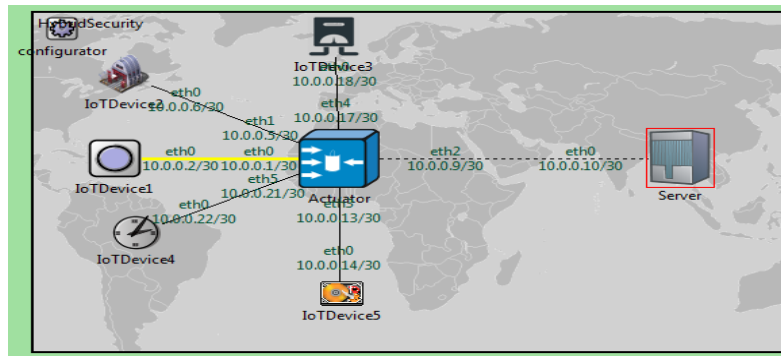 configurator
IoTDevice3
10.0.0.18/30
IoTDevice2
eth0
10.0.0.6/30
eth4
10.0.0.17/30
eth1
10.0.0.5/30
eth0
10.0.0.2/30
eth0
10.0.0.1/30
eth2
10.0.0.9/30
eth0
10.0.0.10/30
IoTDevice1
eth5
10.0.0.21/30
Actuator
Server
eth0
10.0.0.22/30
10.0.0.13/30
IoTDevice4
eth0
10.0.0.14/30
IoTDevice5